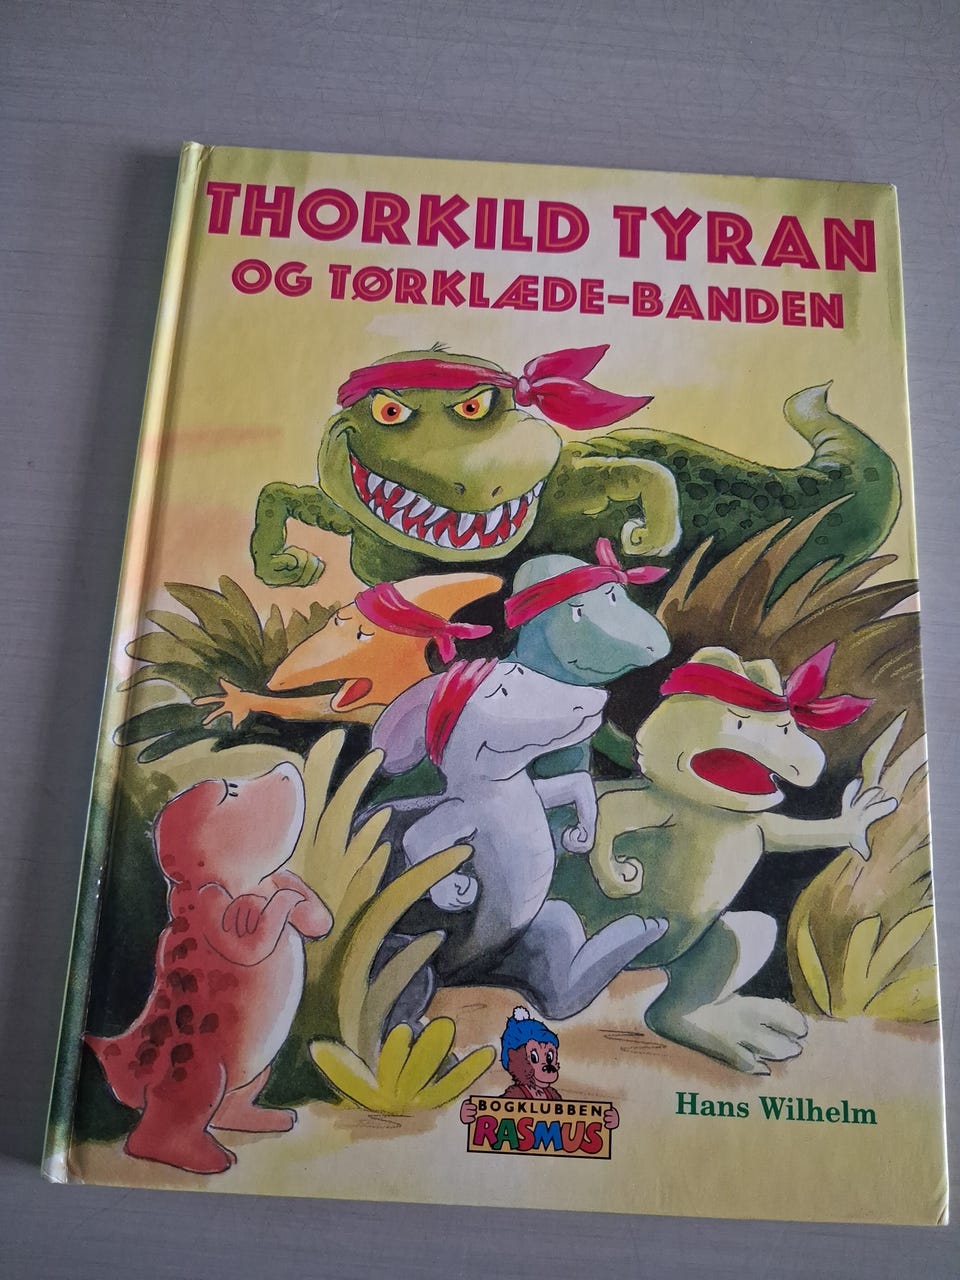 THORKILD TYRAN
OG TØRKLÆDE-BANDEN
BOGKLUBBEN
RASMUS
Hans Wilhelm